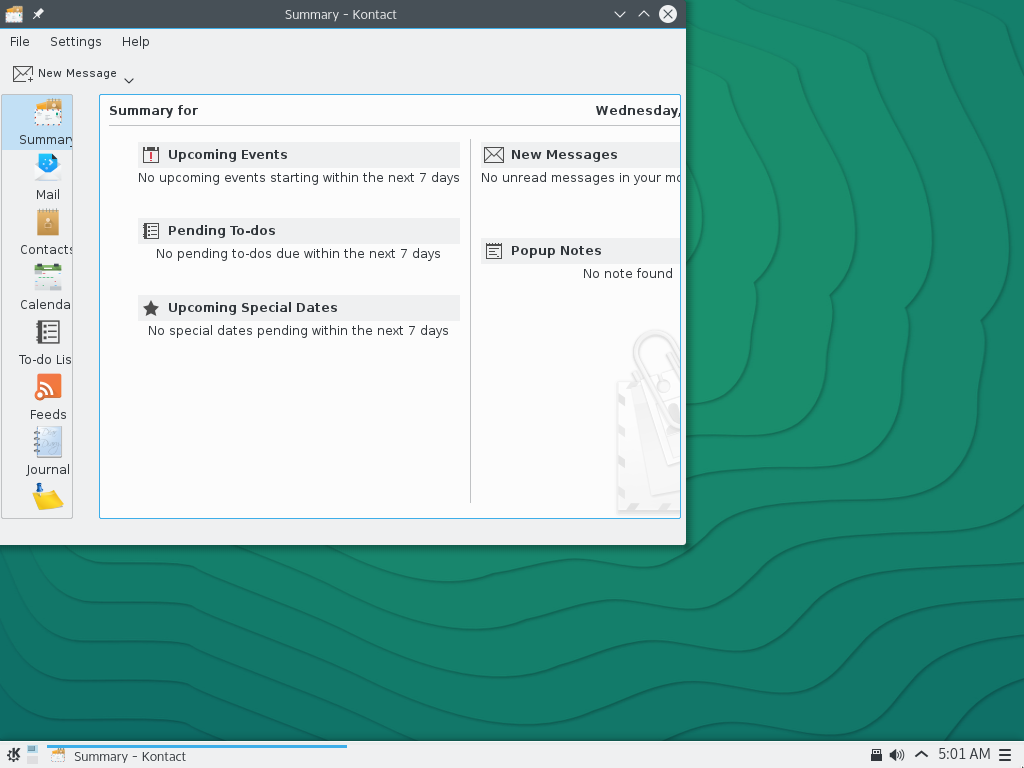 Summary – Kontact
File Settings Help
New Message
Summary
Mail
Contacts
Calenda
To-do Lis
Feeds
Journal
Summary for
Wednesday,
Upcoming Events
No upcoming events starting within the next 7 days
Pending To-dos
No pending to-dos due within the next 7 days
Upcoming Special Dates
No special dates pending within the next 7 days
New Messages
No unread messages in your mo
Popup Notes
No note found
Summary – Kontact
5:01 AM